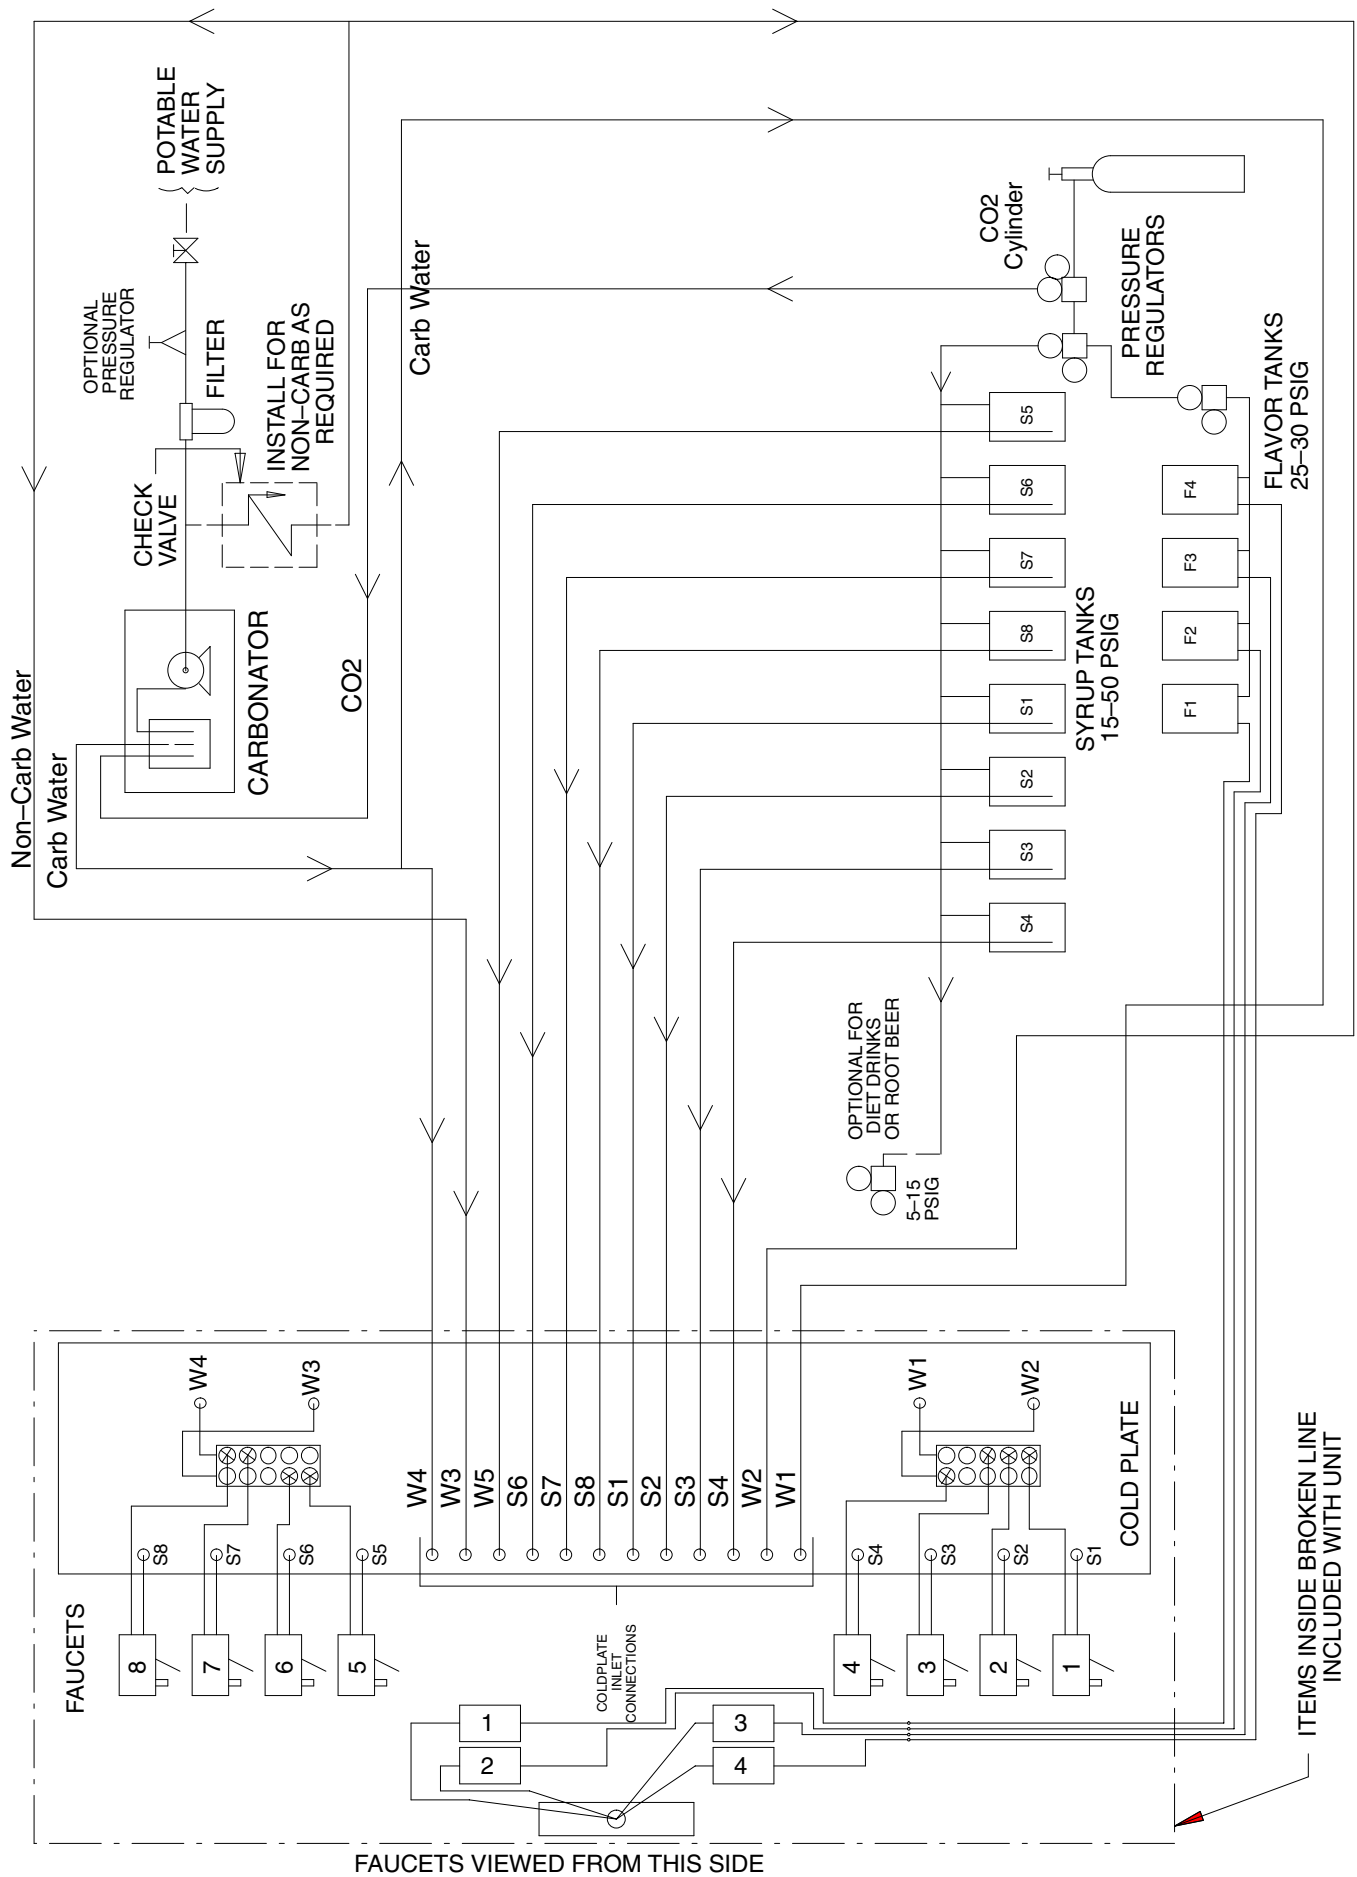 POTABLE
WATER
SUPPLY
OPTIONAL
PRESSURE
REGULATOR
FILTER
INSTALL FOR
NON–CARB AS
REQUIRED
CHECK
VALVE
CARBONATOR
Non–Carb Water
Carb Water
CO2
Carb Water
CO2
Cylinder
PRESSURE
REGULATORS
FLAVOR TANKS
25–30 PSIG
S5
S6
S7
S8
S1
S2
S3
S4
SYRUP TANKS
15–50 PSIG
F4
F3
F2
F1
OPTIONAL FOR
DIET DRINKS
OR ROOT BEER
5–15
PSIG
W4
W3
W1
W2
COLD PLATE
W4
W3
W5
S6
S7
S8
S1
S2
S3
S4
W2
W1
S8
S7
S6
S5
S4
S3
S2
S1
FAUCETS
8
7
6
5
4
3
2
1
COLDPLATE
INLET
CONNECTIONS
1
2
3
4
ITEMS INSIDE BROKEN LINE
INCLUDED WITH UNIT
FAUCETS VIEWED FROM THIS SIDE